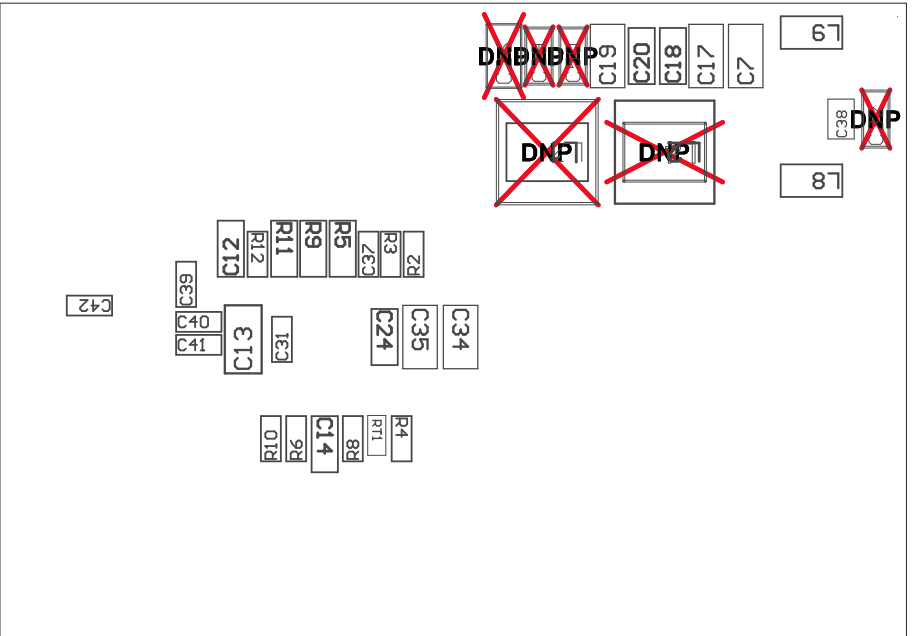 DNP DNP DNP C19 C20 C18 C17 C7 L9
C38 DNP
DNP DNP
L8
C12 R12 R11 R9 R5 C37 R3 R2
C39
C42
C40
C41
C13 C31 C24 C35 C34
R10 R6 C14 R8 RT1 R4